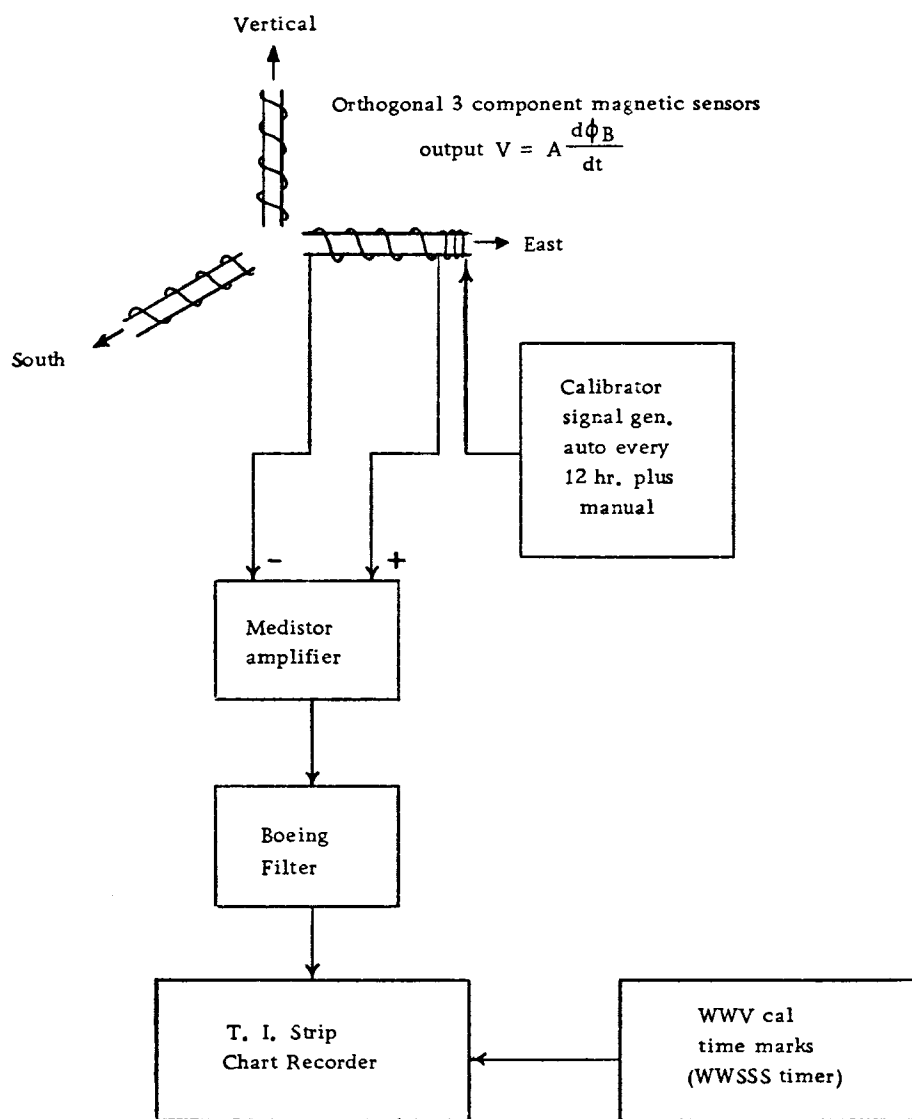 Vertical
Orthogonal 3 component magnetic sensors
output V = A dϕB
dt
East
South
Calibrator
signal gen.
auto every
12 hr. plus
manual
- +
Medistor
amplifier
Boeing
Filter
T. I. Strip
Chart Recorder
WWV cal
time marks
(WWSSS timer)